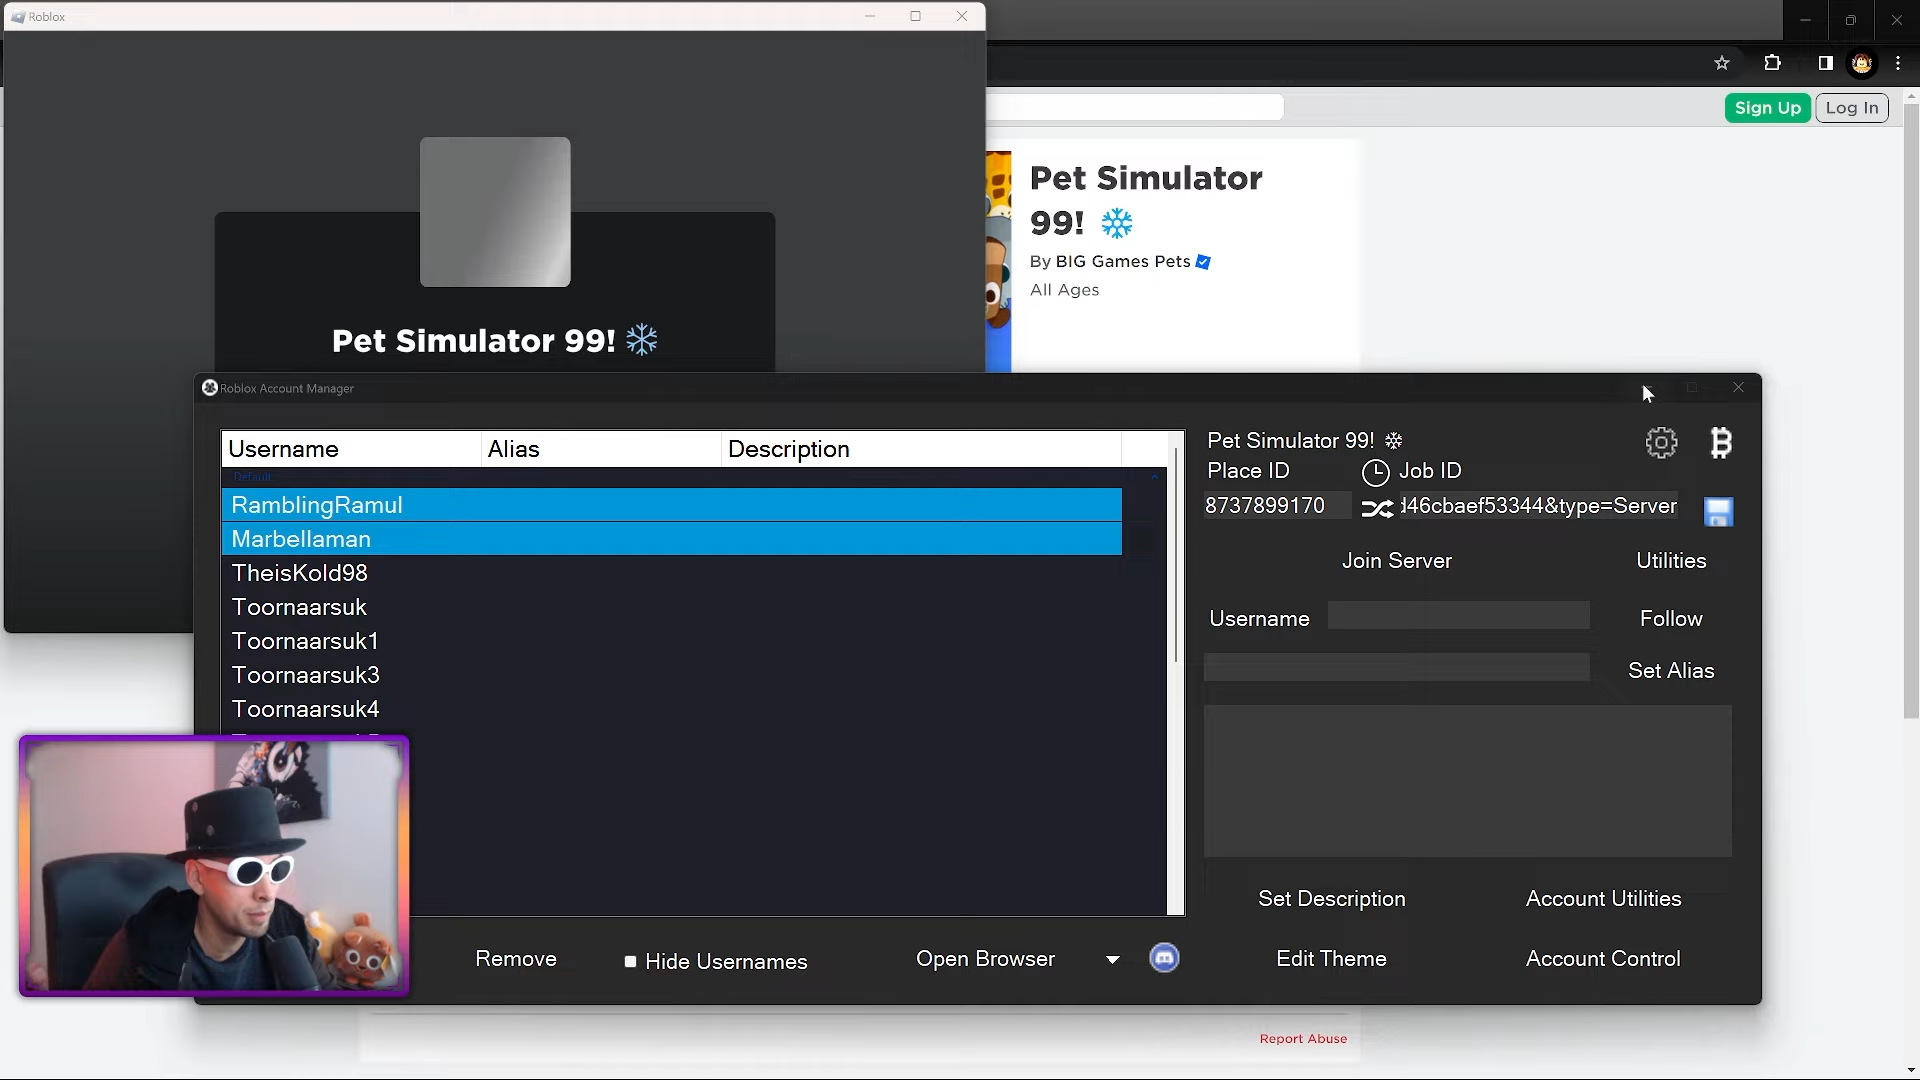 Roblox
Sign Up
Log In
Pet Simulator
99! ❄
By BIG Games Pets
All Ages
Pet Simulator 99! ❄
Roblox Account Manager
Username Alias Description
Default
RamblingRamul
Marbellaman
TheisKold98
Toornaarsuk
Toornaarsuk1
Toornaarsuk3
Toornaarsuk4
Pet Simulator 99! ❄
Place ID
Job ID
8737899170
d46cbaef53344&type=Server
Join Server
Utilities
Username
Follow
Set Alias
Set Description
Account Utilities
Remove
Hide Usernames
Open Browser
Edit Theme
Account Control
Report Abuse